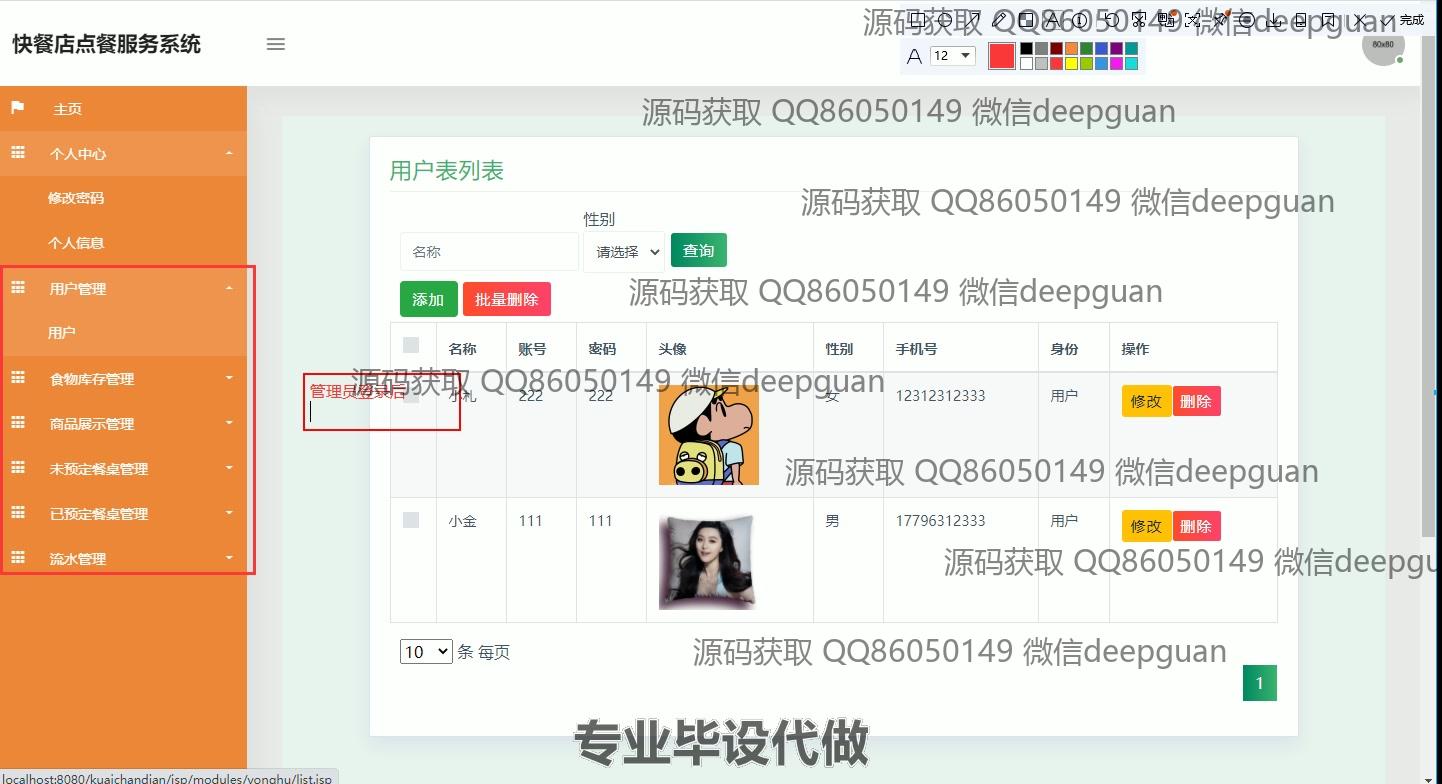 源码获取 QQ86050149 微信deepguan
完成
快餐店点餐服务系统
A 12
60x60
主页
源码获取 QQ86050149 微信deepguan
个人中心
用户表列表
修改密码
源码获取 QQ86050149 微信deepguan
性别
个人信息
名称 请选择 查询
用户管理
添加 批量删除
源码获取 QQ86050149 微信deepguan
用户
名称 账号 密码 头像 性别 手机号 身份 操作
食物库存管理
源码获取 QQ86050149 微信deepguan
管理员登录后
小礼 222 222 女 12312312333 用户 修改 删除
商品展示管理
未预定餐桌管理
源码获取 QQ86050149 微信deepguan
已预定餐桌管理
小金 111 111 男 17796312333 用户 修改 删除
流水管理
源码获取 QQ86050149 微信deepgu
10 条 每页
源码获取 QQ86050149 微信deepguan
1
专业毕设代做
localhost:8080/kuaichandian/jsp/modules/yonghu/list.jsp